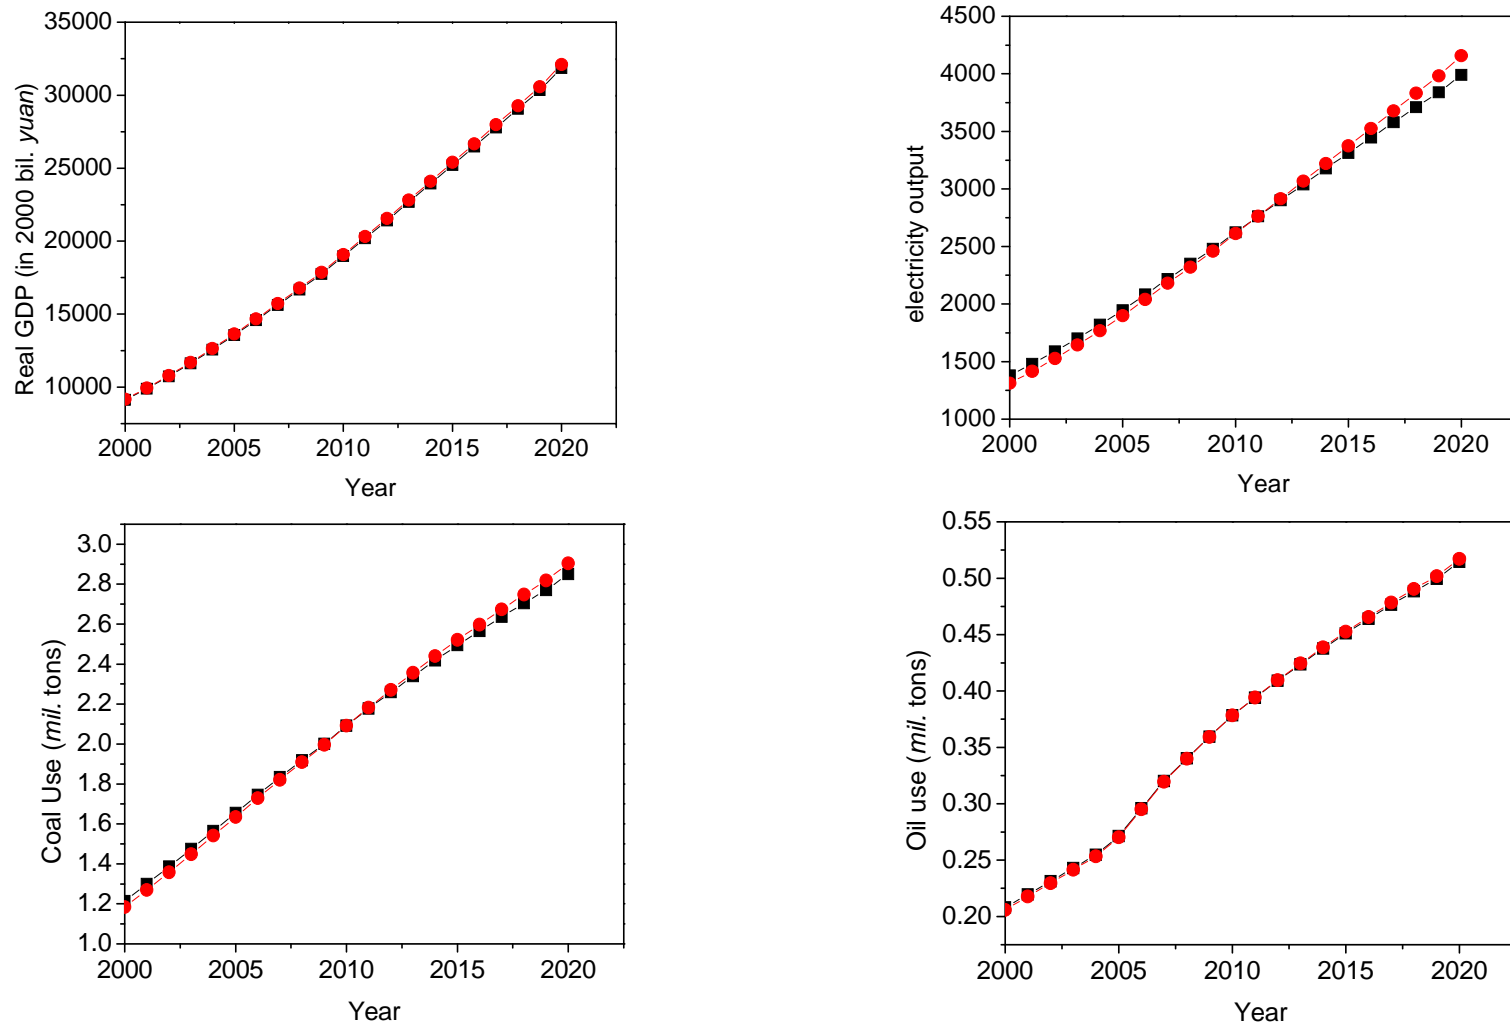 35000
30000
25000
20000
15000
10000
Real GDP (in 2000 bil. yuan)
2000 2005 2010 2015 2020
Year
4500
4000
3500
3000
2500
2000
1500
1000
electricity output
2000 2005 2010 2015 2020
Year
3.0
2.8
2.6
2.4
2.2
2.0
1.8
1.6
1.4
1.2
1.0
Coal Use (mil. tons)
2000 2005 2010 2015 2020
Year
0.55
0.50
0.45
0.40
0.35
0.30
0.25
0.20
Oil use (mil. tons)
2000 2005 2010 2015 2020
Year